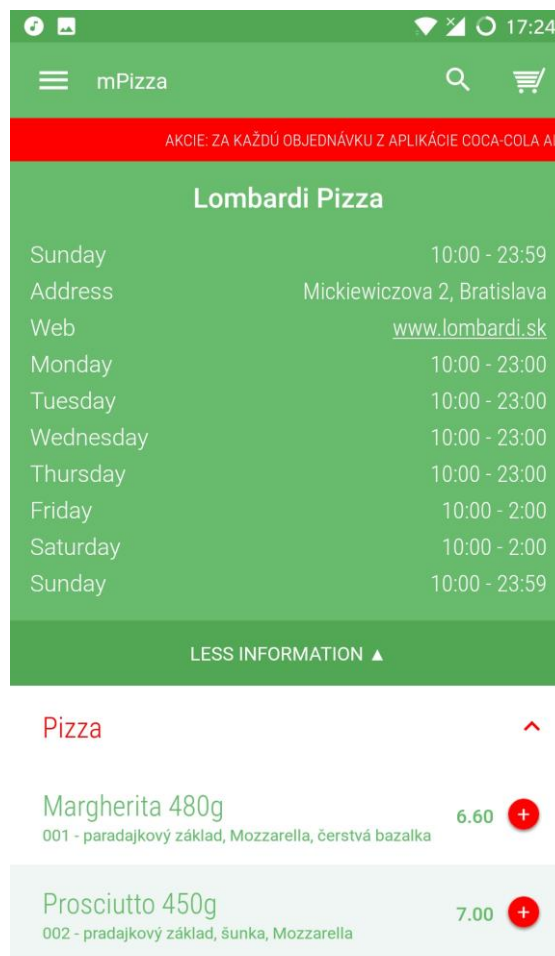 17:24
mPizza
AKCIE: ZA KAŽDÚ OBJEDNÁVKU Z APLIKÁCIE COCA-COLA
Lombardi Pizza
Sunday 10:00 - 23:59
Address Mickiewiczova 2, Bratislava
Web www.lombardi.sk
Monday 10:00 - 23:00
Tuesday 10:00 - 23:00
Wednesday 10:00 - 23:00
Thursday 10:00 - 23:00
Friday 10:00 - 2:00
Saturday 10:00 - 2:00
Sunday 10:00 - 23:59
LESS INFORMATION ▲
Pizza
Margherita 480g
001 - paradajkový základ, Mozzarella, čerstvá bazalka 6.60 +
Prosciutto 450g
002 - pradajkový základ, šunka, Mozzarella 7.00 +